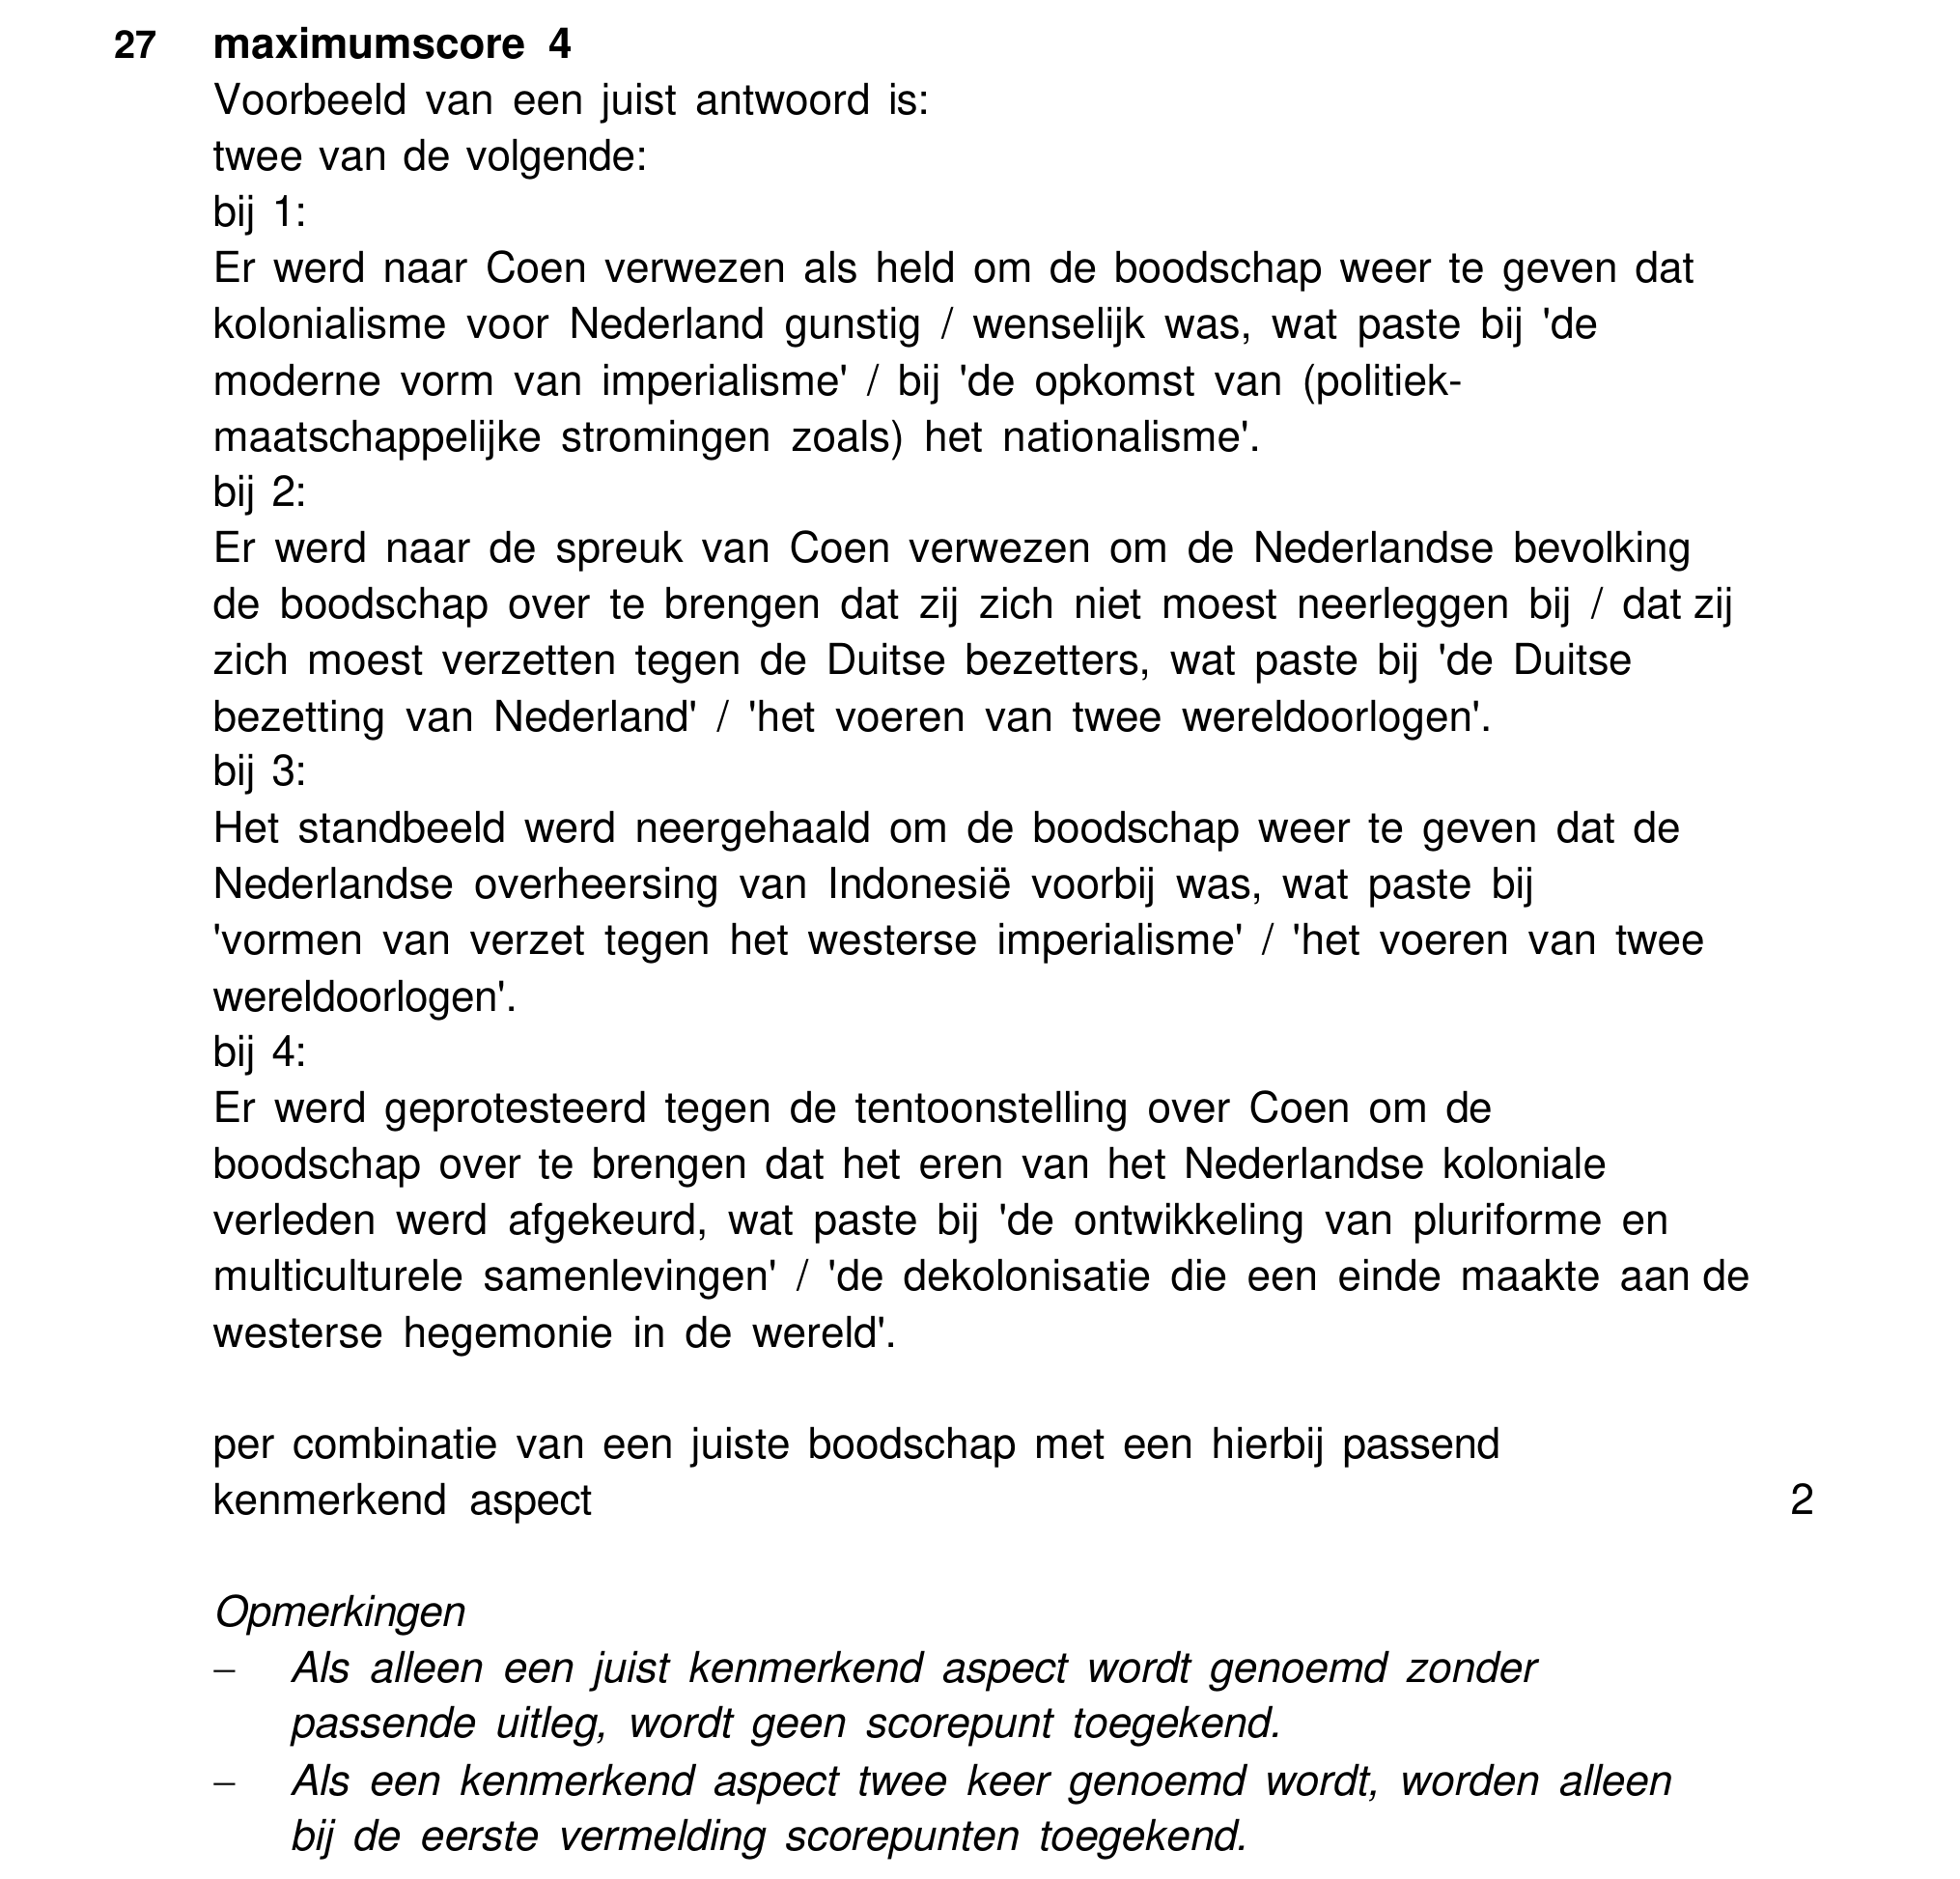 27 maximumscore 4
Voorbeeld van een juist antwoord is:
twee van de volgende:
bij 1:
Er werd naar Coen verwezen als held om de boodschap weer te geven dat
kolonialisme voor Nederland gunstig / wenselijk was, wat paste bij 'de
moderne vorm van imperialisme' / bij 'de opkomst van (politiek-
maatschappelijke stromingen zoals) het nationalisme'.
bij 2:
Er werd naar de spreuk van Coen verwezen om de Nederlandse bevolking
de boodschap over te brengen dat zij zich niet moest neerleggen bij / dat zij
zich moest verzetten tegen de Duitse bezetters, wat paste bij 'de Duitse
bezetting van Nederland' / 'het voeren van twee wereldoorlogen'.
bij 3:
Het standbeeld werd neergehaald om de boodschap weer te geven dat de
Nederlandse overheersing van Indonesië voorbij was, wat paste bij
'vormen van verzet tegen het westerse imperialisme' / 'het voeren van twee
wereldoorlogen'.
bij 4:
Er werd geprotesteerd tegen de tentoonstelling over Coen om de
boodschap over te brengen dat het eren van het Nederlandse koloniale
verleden werd afgekeurd, wat paste bij 'de ontwikkeling van pluriforme en
multiculturele samenlevingen' / 'de dekolonisatie die een einde maakte aan de
westerse hegemonie in de wereld'.
per combinatie van een juiste boodschap met een hierbij passend
kenmerkend aspect 2
Opmerkingen
– Als alleen een juist kenmerkend aspect wordt genoemd zonder
passende uitleg, wordt geen scorepunt toegekend.
– Als een kenmerkend aspect twee keer genoemd wordt, worden alleen
bij de eerste vermelding scorepunten toegekend.